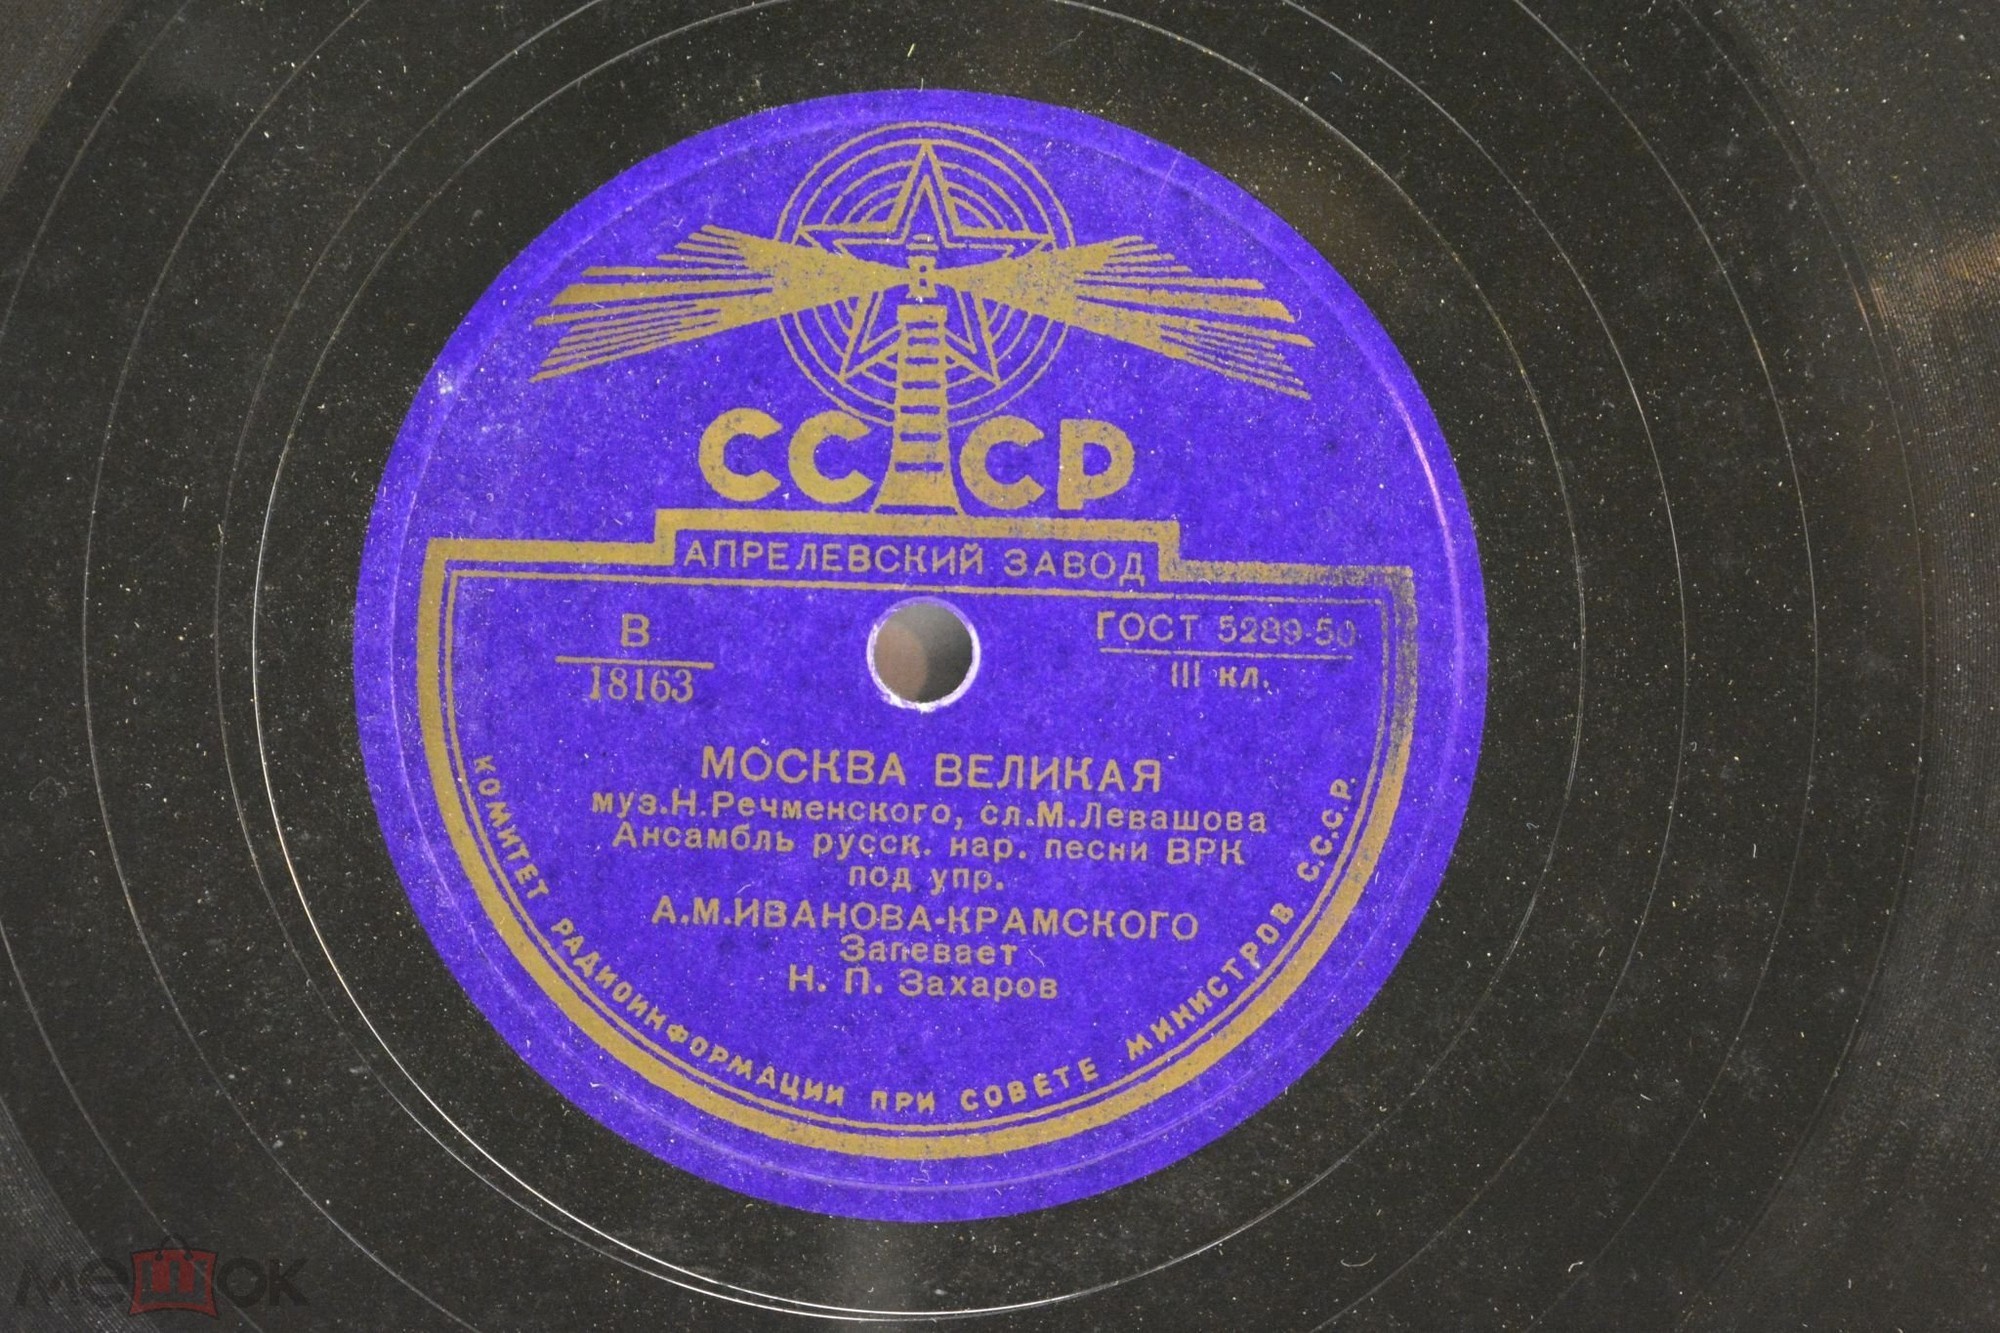 СССР
АПРЕЛЕВСКИЙ ЗАВОД
В
18163
ГОСТ 5289-50
III кл.
МОСКВА ВЕЛИКАЯ
муз.Н.Речменского, сл.М.Левашова
Ансамбль русск. нар. песни ВРК
под упр.
А.М.ИВАНОВА-КРАМСКОГО
Запевает
Н. П. Захаров
КОМИТЕТ РАДИОИНФОРМАЦИИ ПРИ СОВЕТЕ МИНИСТРОВ С.С.С.Р.
мешок